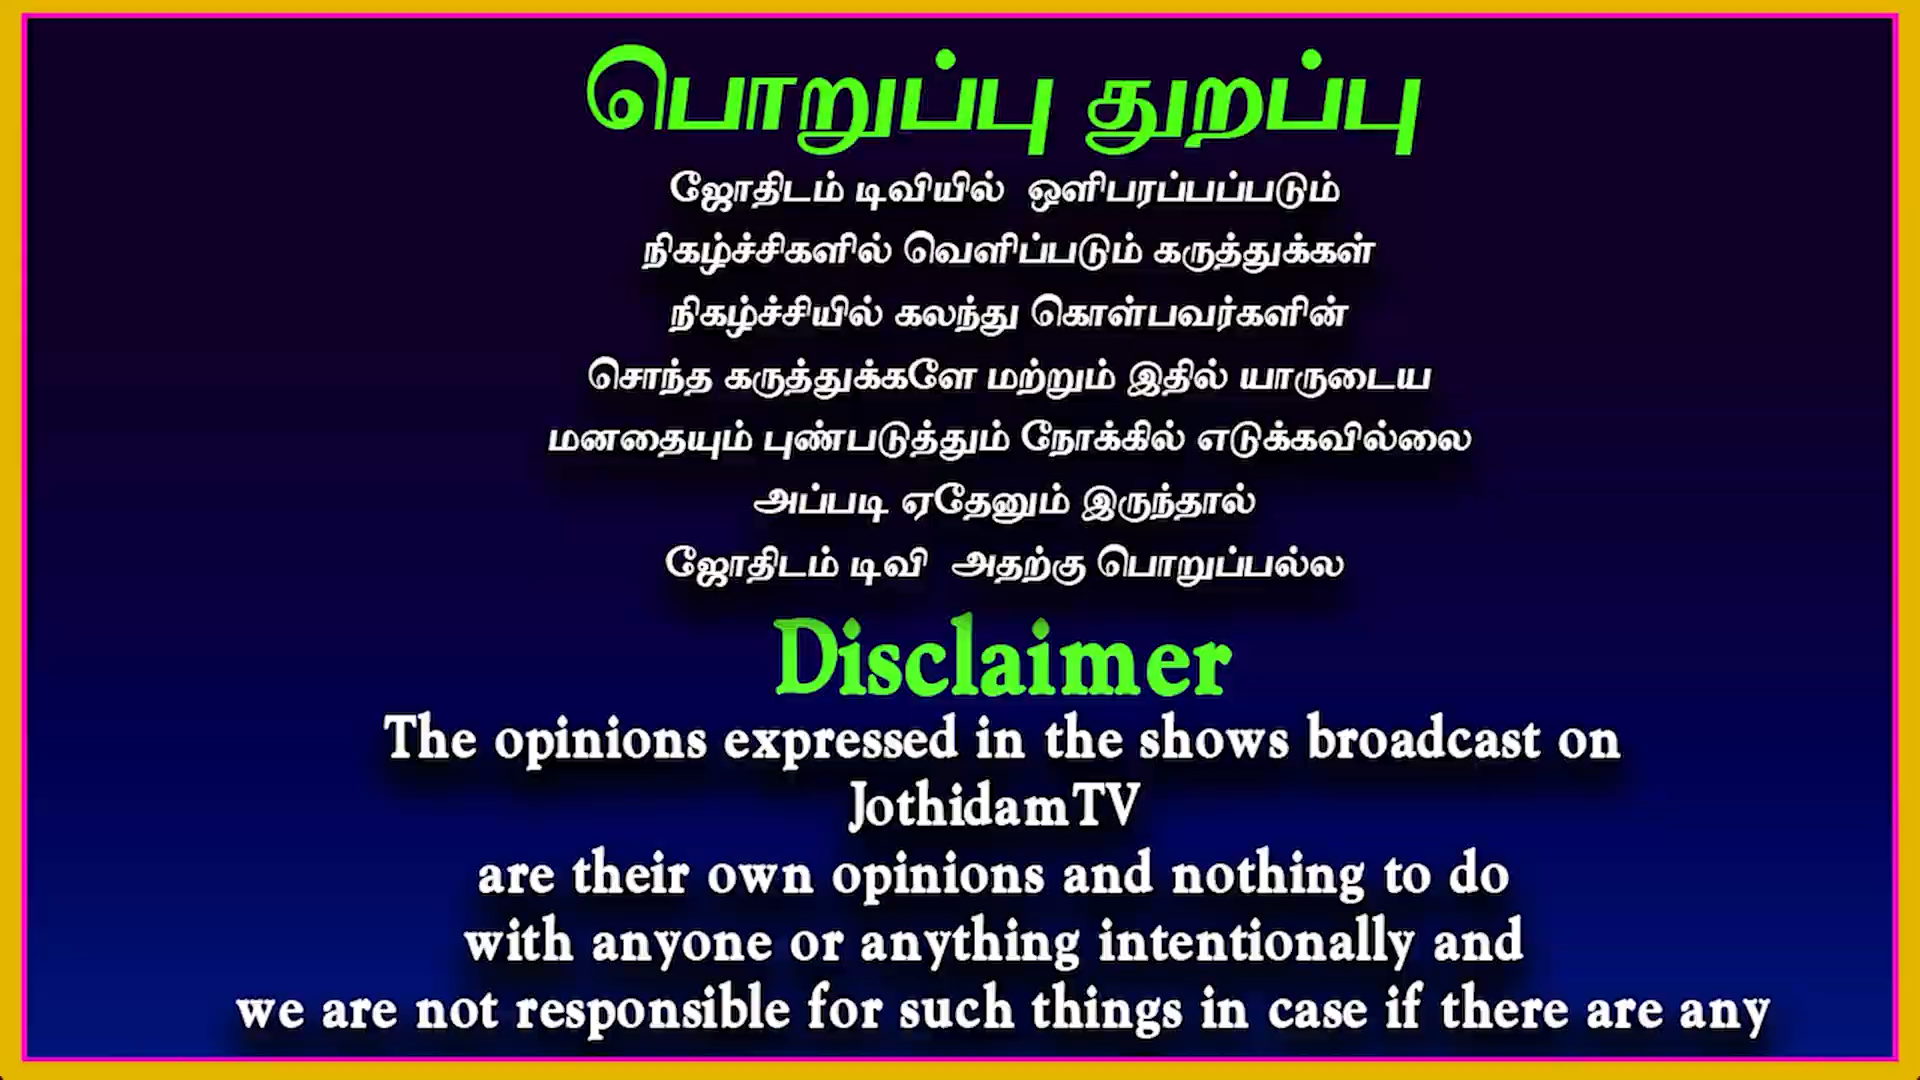 பொறுப்பு துறப்பு
ஜோதிடம் டிவியில் ஒளிபரப்பப்படும்
நிகழ்ச்சிகளில் வெளிப்படும் கருத்துக்கள்
நிகழ்ச்சியில் கலந்து கொள்பவர்களின்
சொந்த கருத்துக்களே மற்றும் இதில் யாருடைய
மனதையும் புண்படுத்தும் நோக்கில் எடுக்கவில்லை
அப்படி ஏதேனும் இருந்தால்
ஜோதிடம் டிவி அதற்கு பொறுப்பல்ல
Disclaimer
The opinions expressed in the shows broadcast on
JothidamTV
are their own opinions and nothing to do
with anyone or anything intentionally and
we are not responsible for such things in case if there are any